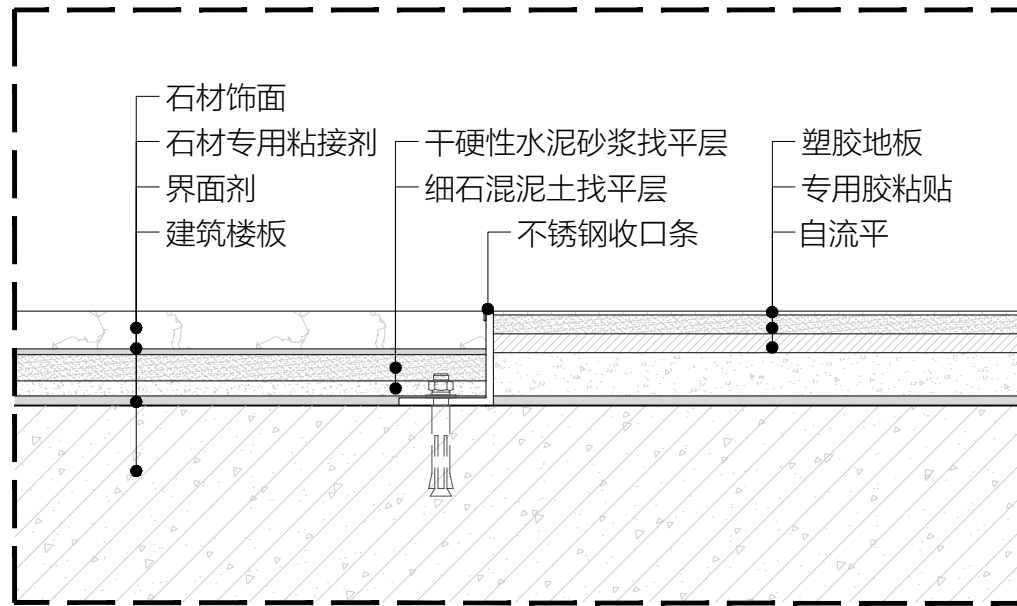 石材饰面
石材专用粘接剂
界面剂
建筑楼板
干硬性水泥砂浆找平层
细石混泥土找平层
不锈钢收口条
塑胶地板
专用胶粘贴
自流平